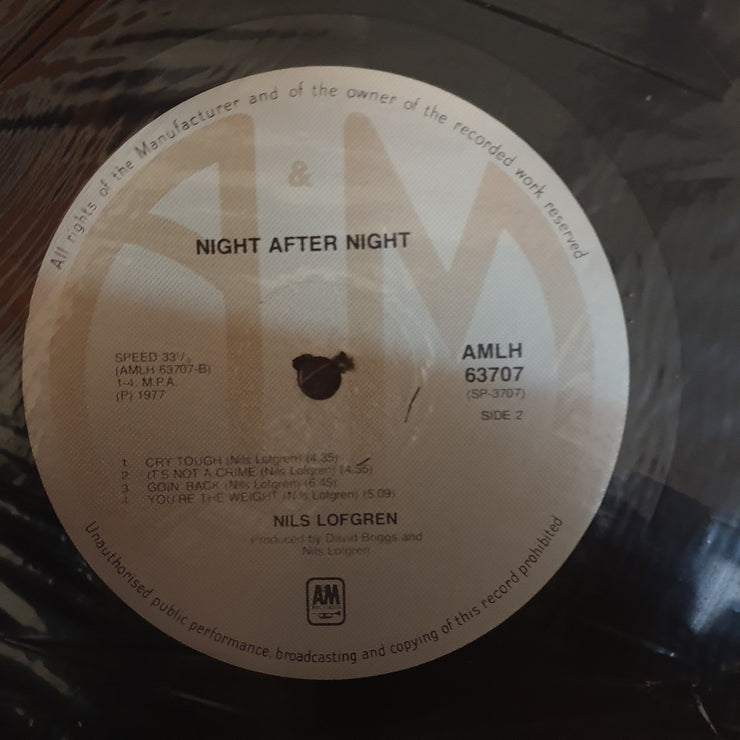 All rights of the Manufacturer and of the owner of the recorded work reserved
&
NIGHT AFTER NIGHT
SPEED 33⅓
(AMLH 63707-B)
1-4: M.P.A.
(P) 1977
AMLH
63707
(SP-3707)
SIDE 2
1. CRY TOUGH (Nils Lofgren) (4.35)
2. IT'S NOT A CRIME (Nils Lofgren) (4.35)
3. GOIN' BACK (Nils Lofgren) (6.45)
4. YOU'RE THE WEIGHT (Nils Lofgren) (5.09)
NILS LOFGREN
Produced by David Briggs and
Nils Lofgren
AM
RECORDS
Unauthorised public performance, broadcasting and copying of this record prohibited